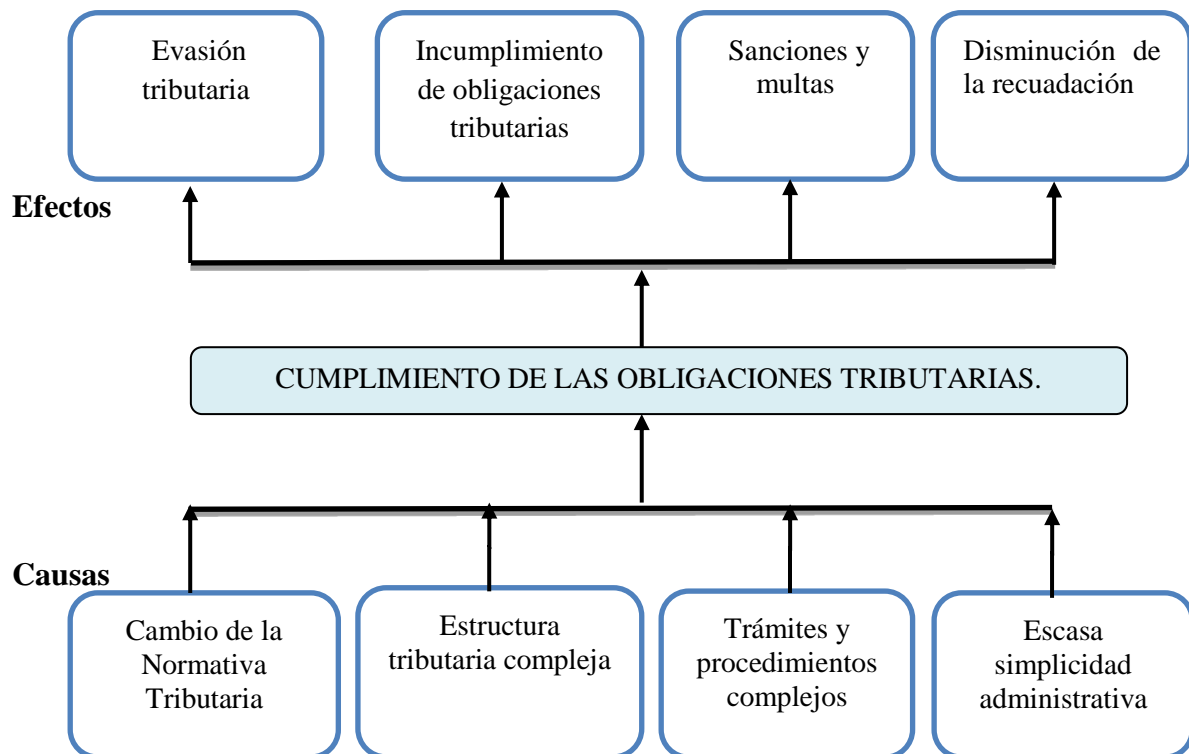 Evasión
tributaria
Incumplimiento
de obligaciones
tributarias
Sanciones y
multas
Disminución de
la recuadación
Efectos
CUMPLIMIENTO DE LAS OBLIGACIONES TRIBUTARIAS.
Causas
Cambio de la
Normativa
Tributaria
Estructura
tributaria compleja
Trámites y
procedimientos
complejos
Escasa
simplicidad
administrativa